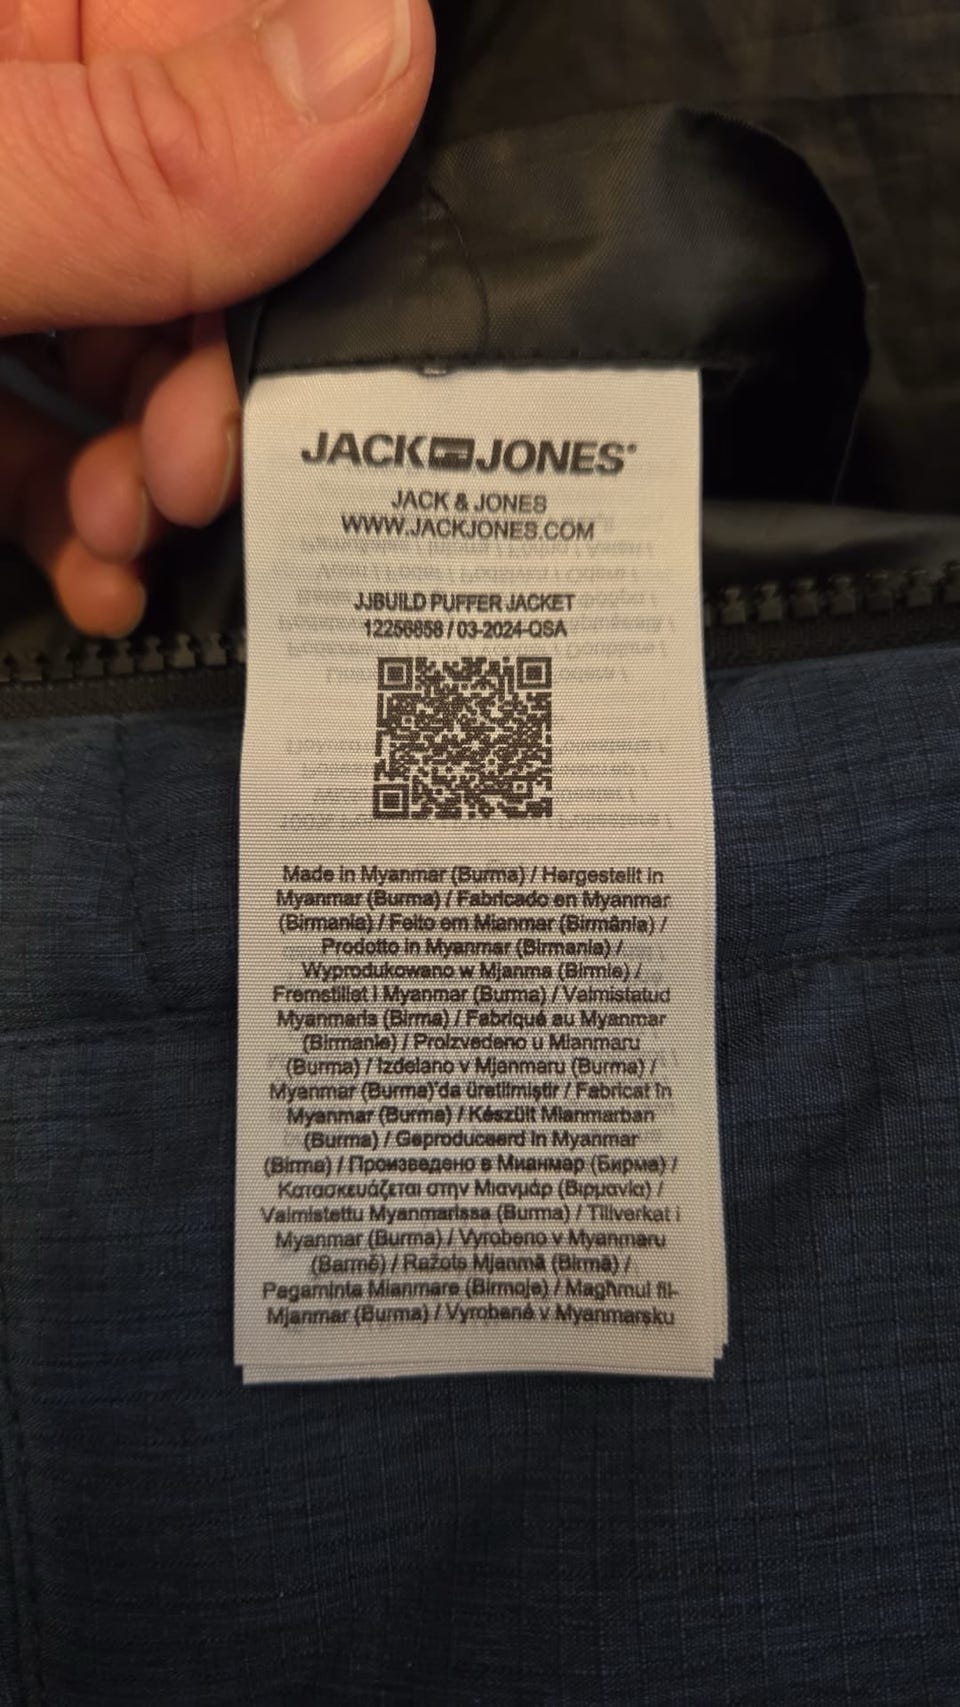 JACK JONES®
JACK & JONES
WWW.JACKJONES.COM
JJBUILD PUFFER JACKET
12256858 / 03-2024-QSA
Made in Myanmar (Burma) / Hergestellt in
Myanmar (Burma) / Fabricado en Myanmar
(Birmania) / Feito em Mianmar (Birmânia) /
Prodotto in Myanmar (Birmania) /
Wyprodukowano w Mjanma (Birmie) /
Fremstillet i Myanmar (Burma) / Valmistatud
Myanmaris (Birma) / Fabriqué au Myanmar
(Birmanie) / Proizvedeno u Mianmaru
(Burma) / Izdelano v Mjanmaru (Burma) /
Myanmar (Burma)'da üretilmiştir / Fabricat în
Myanmar (Burma) / Készült Mianmarban
(Burma) / Geproduceerd in Myanmar
(Birma) / Произведено в Мианмар (Бирма) /
Κατασκευάζεται στην Μιανμάρ (Βιρμανία) /
Valmistettu Myanmarissa (Burma) / Tillverkat i
Myanmar (Burma) / Vyrobeno v Myanmaru
(Barmě) / Ražots Mjanmā (Birmā) /
Pagaminta Mianmare (Birmoje) / Magħmul fil-
Mjanmar (Burma) / Vyrobené v Myanmarsku